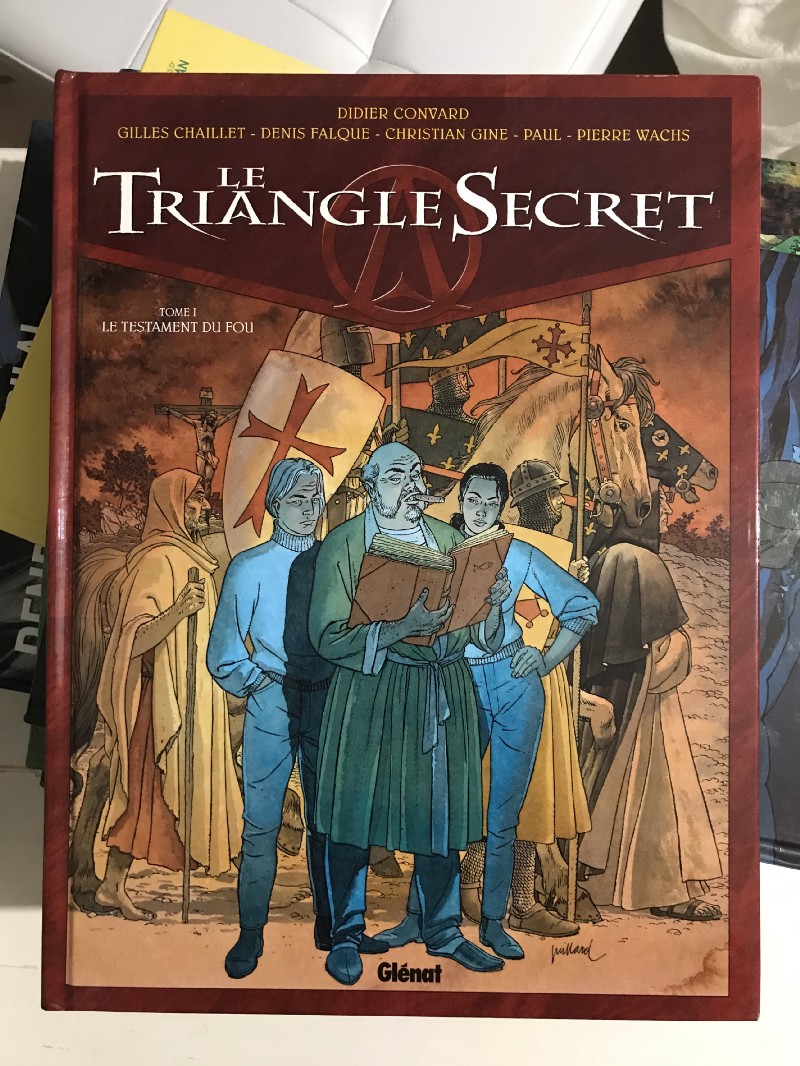 DIDIER CONVARD
GILLES CHAILLET - DENIS FALQUE - CHRISTIAN GINE - PAUL - PIERRE WACHS
LE
TRIANGLE SECRET
TOME I
LE TESTAMENT DU FOU
juillard
Glénat